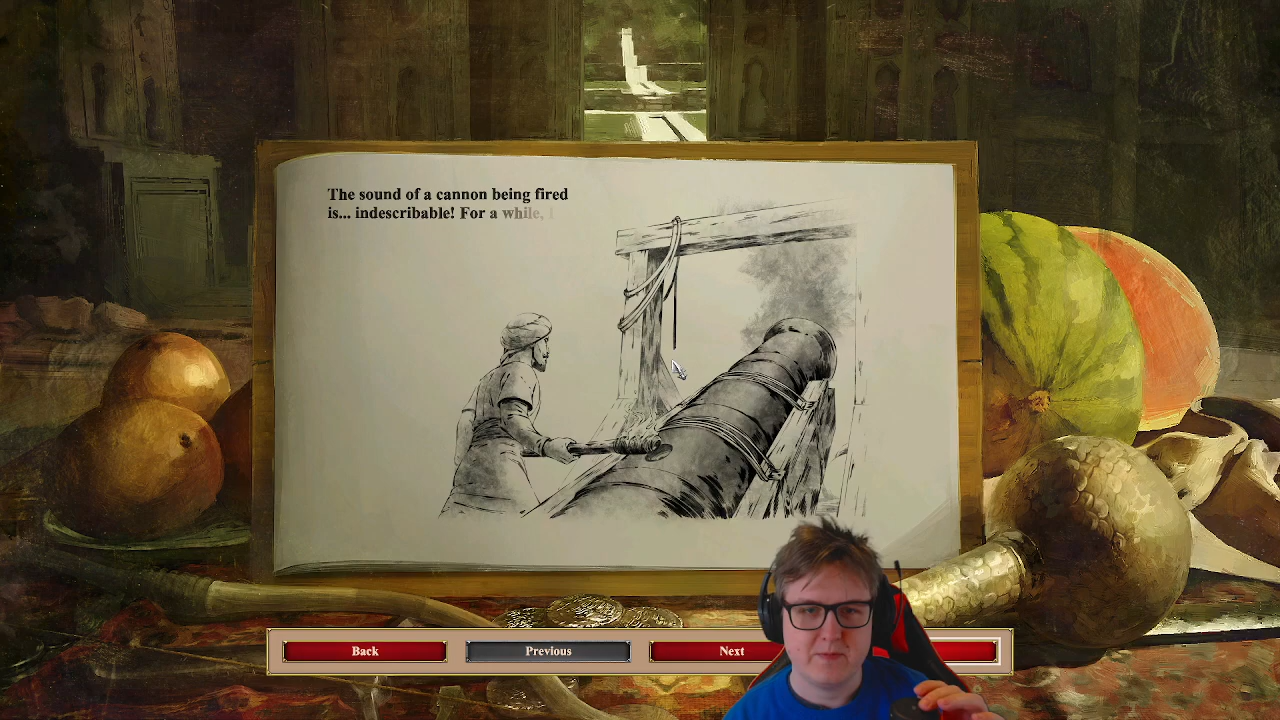 The sound of a cannon being fired
is... indescribable! For a while,
Back
Previous
Next